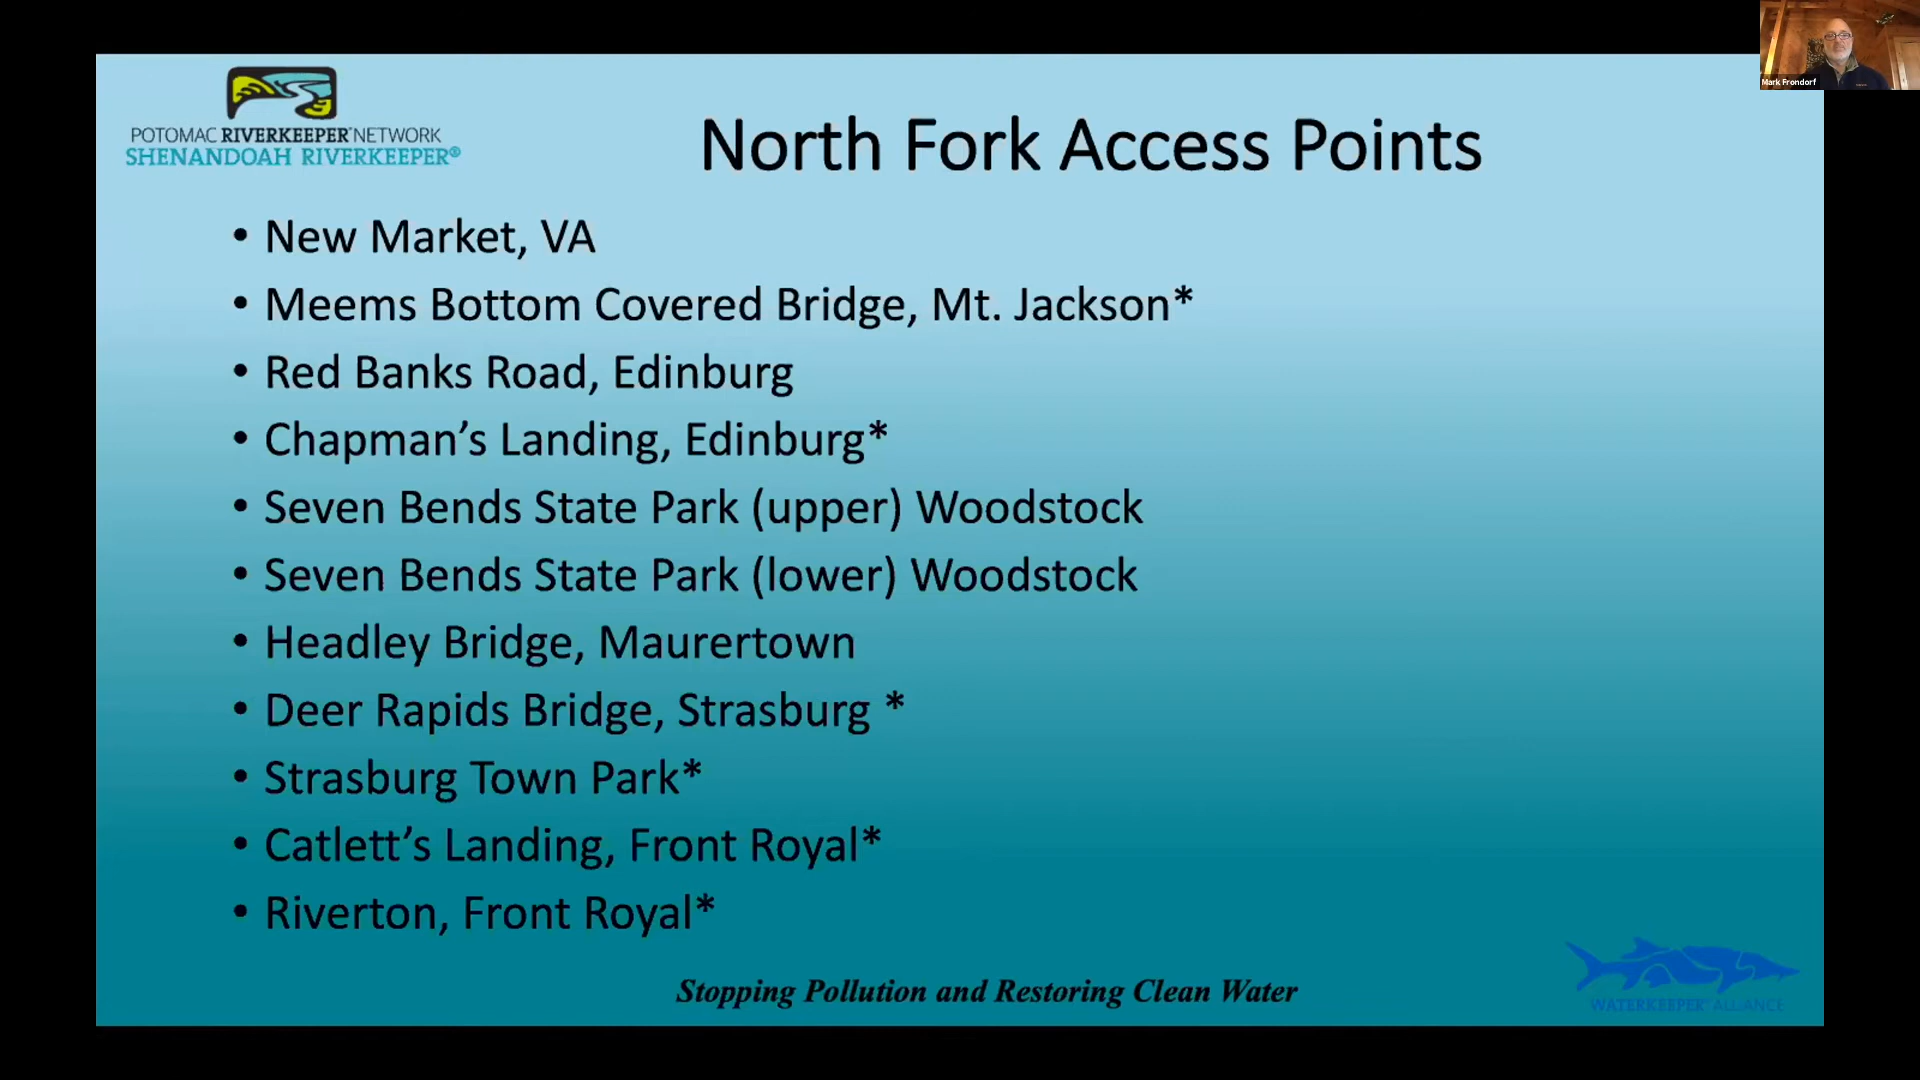 Mark Frondorf
POTOMAC RIVERKEEPER®NETWORK
SHENANDOAH RIVERKEEPER®
North Fork Access Points
• New Market, VA
• Meems Bottom Covered Bridge, Mt. Jackson*
• Red Banks Road, Edinburg
• Chapman’s Landing, Edinburg*
• Seven Bends State Park (upper) Woodstock
• Seven Bends State Park (lower) Woodstock
• Headley Bridge, Maurertown
• Deer Rapids Bridge, Strasburg *
• Strasburg Town Park*
• Catlett’s Landing, Front Royal*
• Riverton, Front Royal*
Stopping Pollution and Restoring Clean Water
WATERKEEPER® ALLIANCE